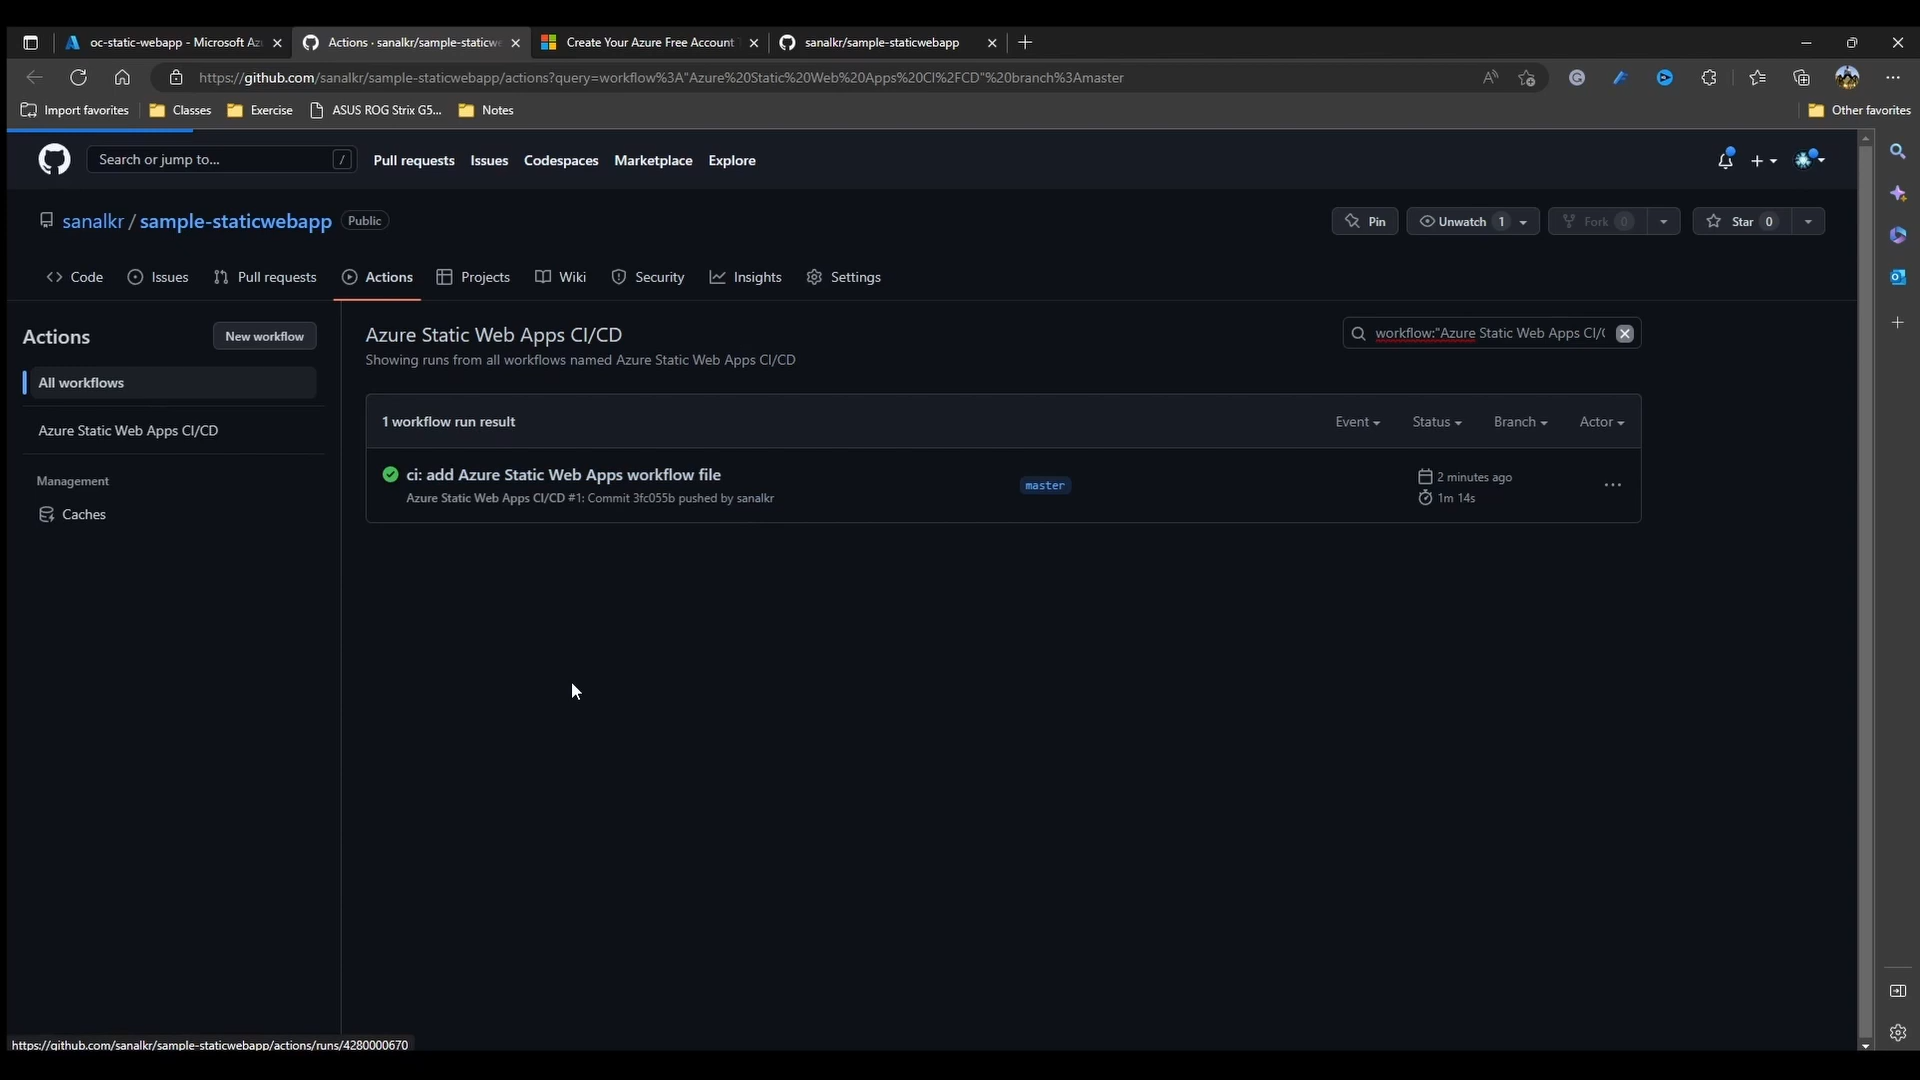 oc-static-webapp - Microsoft Az
Actions · sanalkr/sample-staticwe
Create Your Azure Free Account
sanalkr/sample-staticwebapp
https://github.com/sanalkr/sample-staticwebapp/actions?query=workflow%3A"Azure%20Static%20Web%20Apps%20CI%2FCD"%20branch%3Amaster
Import favorites
Classes
Exercise
ASUS ROG Strix G5...
Notes
Other favorites
Search or jump to...
/
Pull requests
Issues
Codespaces
Marketplace
Explore
sanalkr / sample-staticwebapp
Public
Pin
Unwatch 1
Fork 0
Star 0
Code
Issues
Pull requests
Actions
Projects
Wiki
Security
Insights
Settings
Actions
New workflow
All workflows
Azure Static Web Apps CI/CD
Management
Caches
Azure Static Web Apps CI/CD
Showing runs from all workflows named Azure Static Web Apps CI/CD
workflow:"Azure Static Web Apps CI/C
1 workflow run result
Event
Status
Branch
Actor
ci: add Azure Static Web Apps workflow file
Azure Static Web Apps CI/CD #1: Commit 3fc055b pushed by sanalkr
master
2 minutes ago
1m 14s
https://github.com/sanalkr/sample-staticwebapp/actions/runs/4280000670